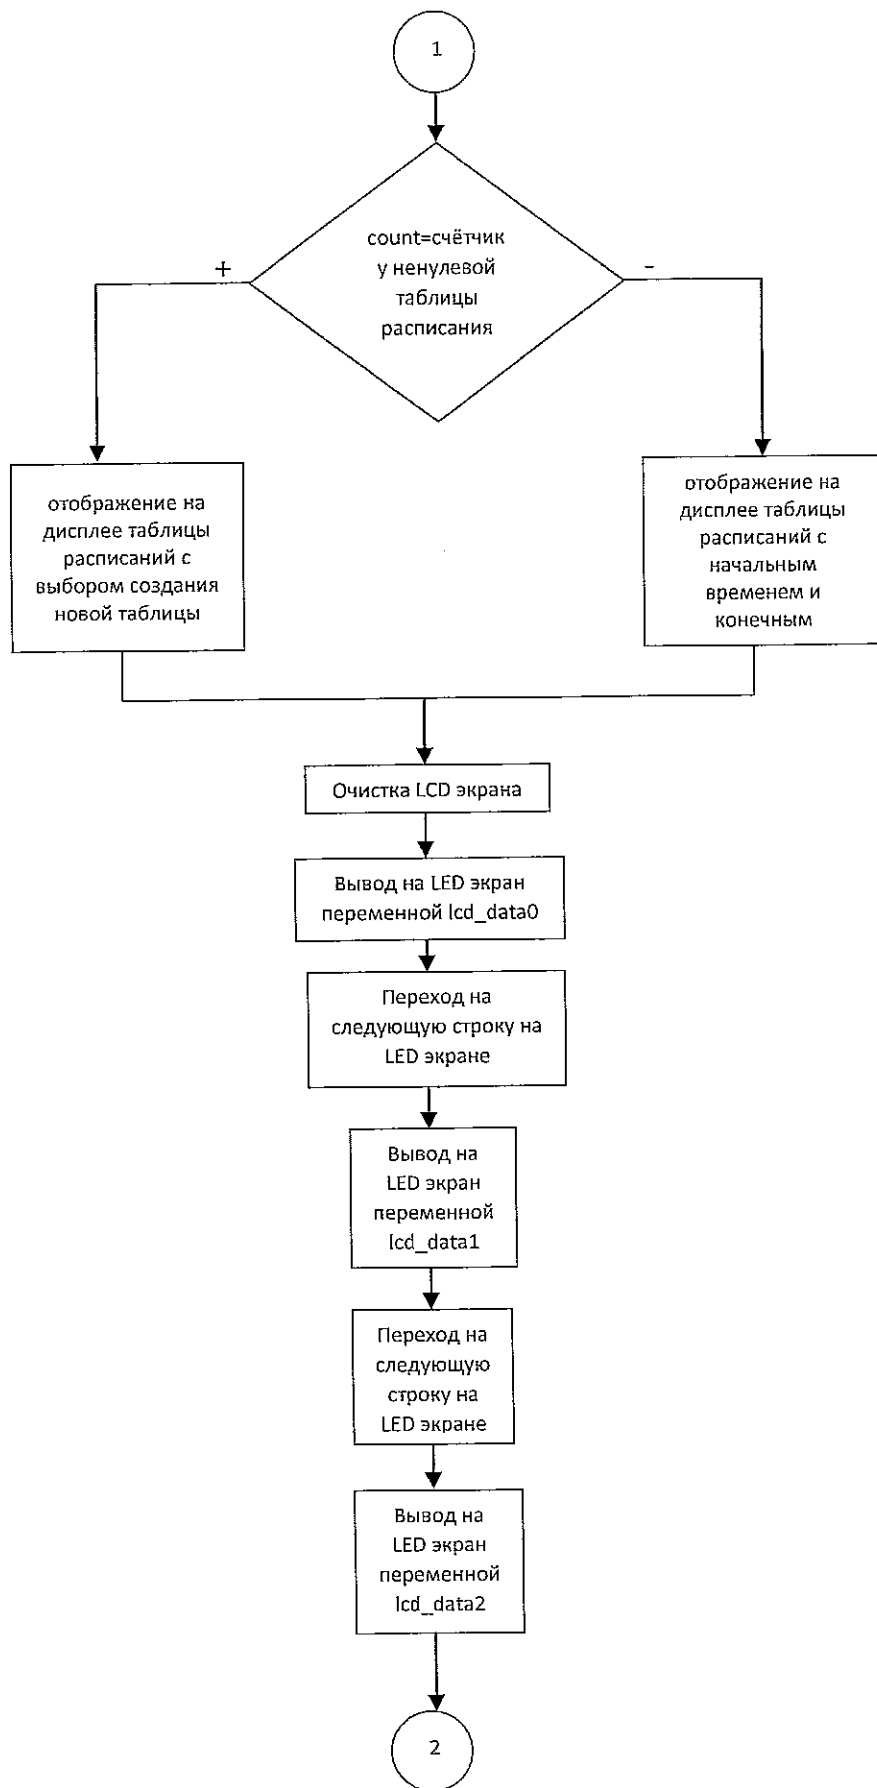 1
count=счётчик
у ненулевой
таблицы
расписания
+
-
отображение на
дисплее таблицы
расписаний с
выбором создания
новой таблицы
отображение на
дисплее таблицы
расписаний с
начальным
временем и
конечным
Очистка LCD экрана
Вывод на LED экран
переменной lcd_data0
Переход на
следующую строку на
LED экране
Вывод на
LED экран
переменной
lcd_data1
Переход на
следующую
строку на
LED экране
Вывод на
LED экран
переменной
lcd_data2
2